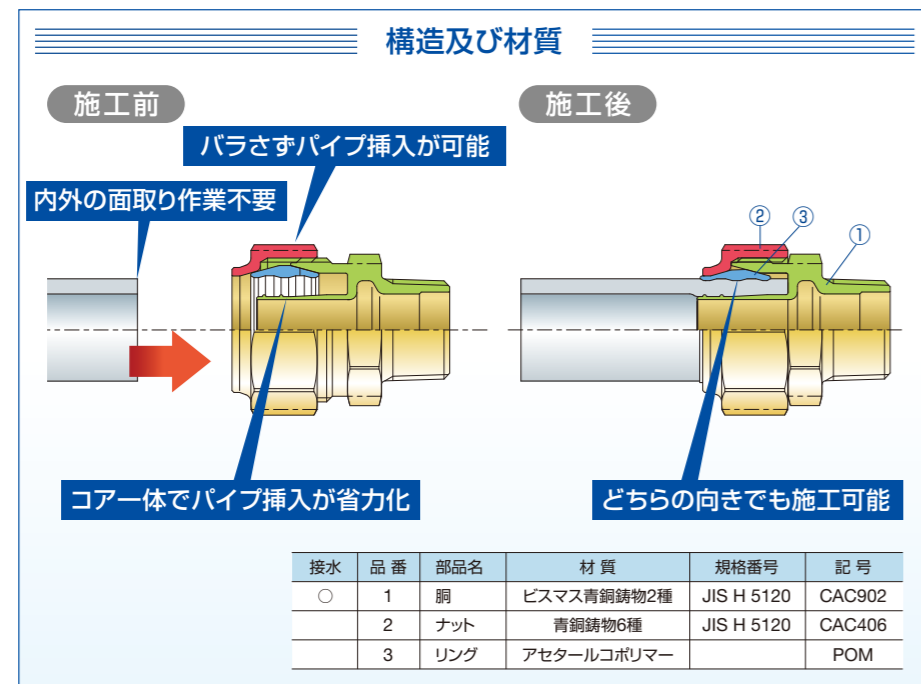 構造及び材質
施工前
施工後
バラさずパイプ挿入が可能
内外の面取り作業不要
② ③ ①
コア一体でパイプ挿入が省力化
どちらの向きでも施工可能
接水 品番 部品名 材質 規格番号 記号
○ 1 胴 ビスマス青銅鋳物2種 JIS H 5120 CAC902
2 ナット 青銅鋳物6種 JIS H 5120 CAC406
3 リング アセタールコポリマー POM